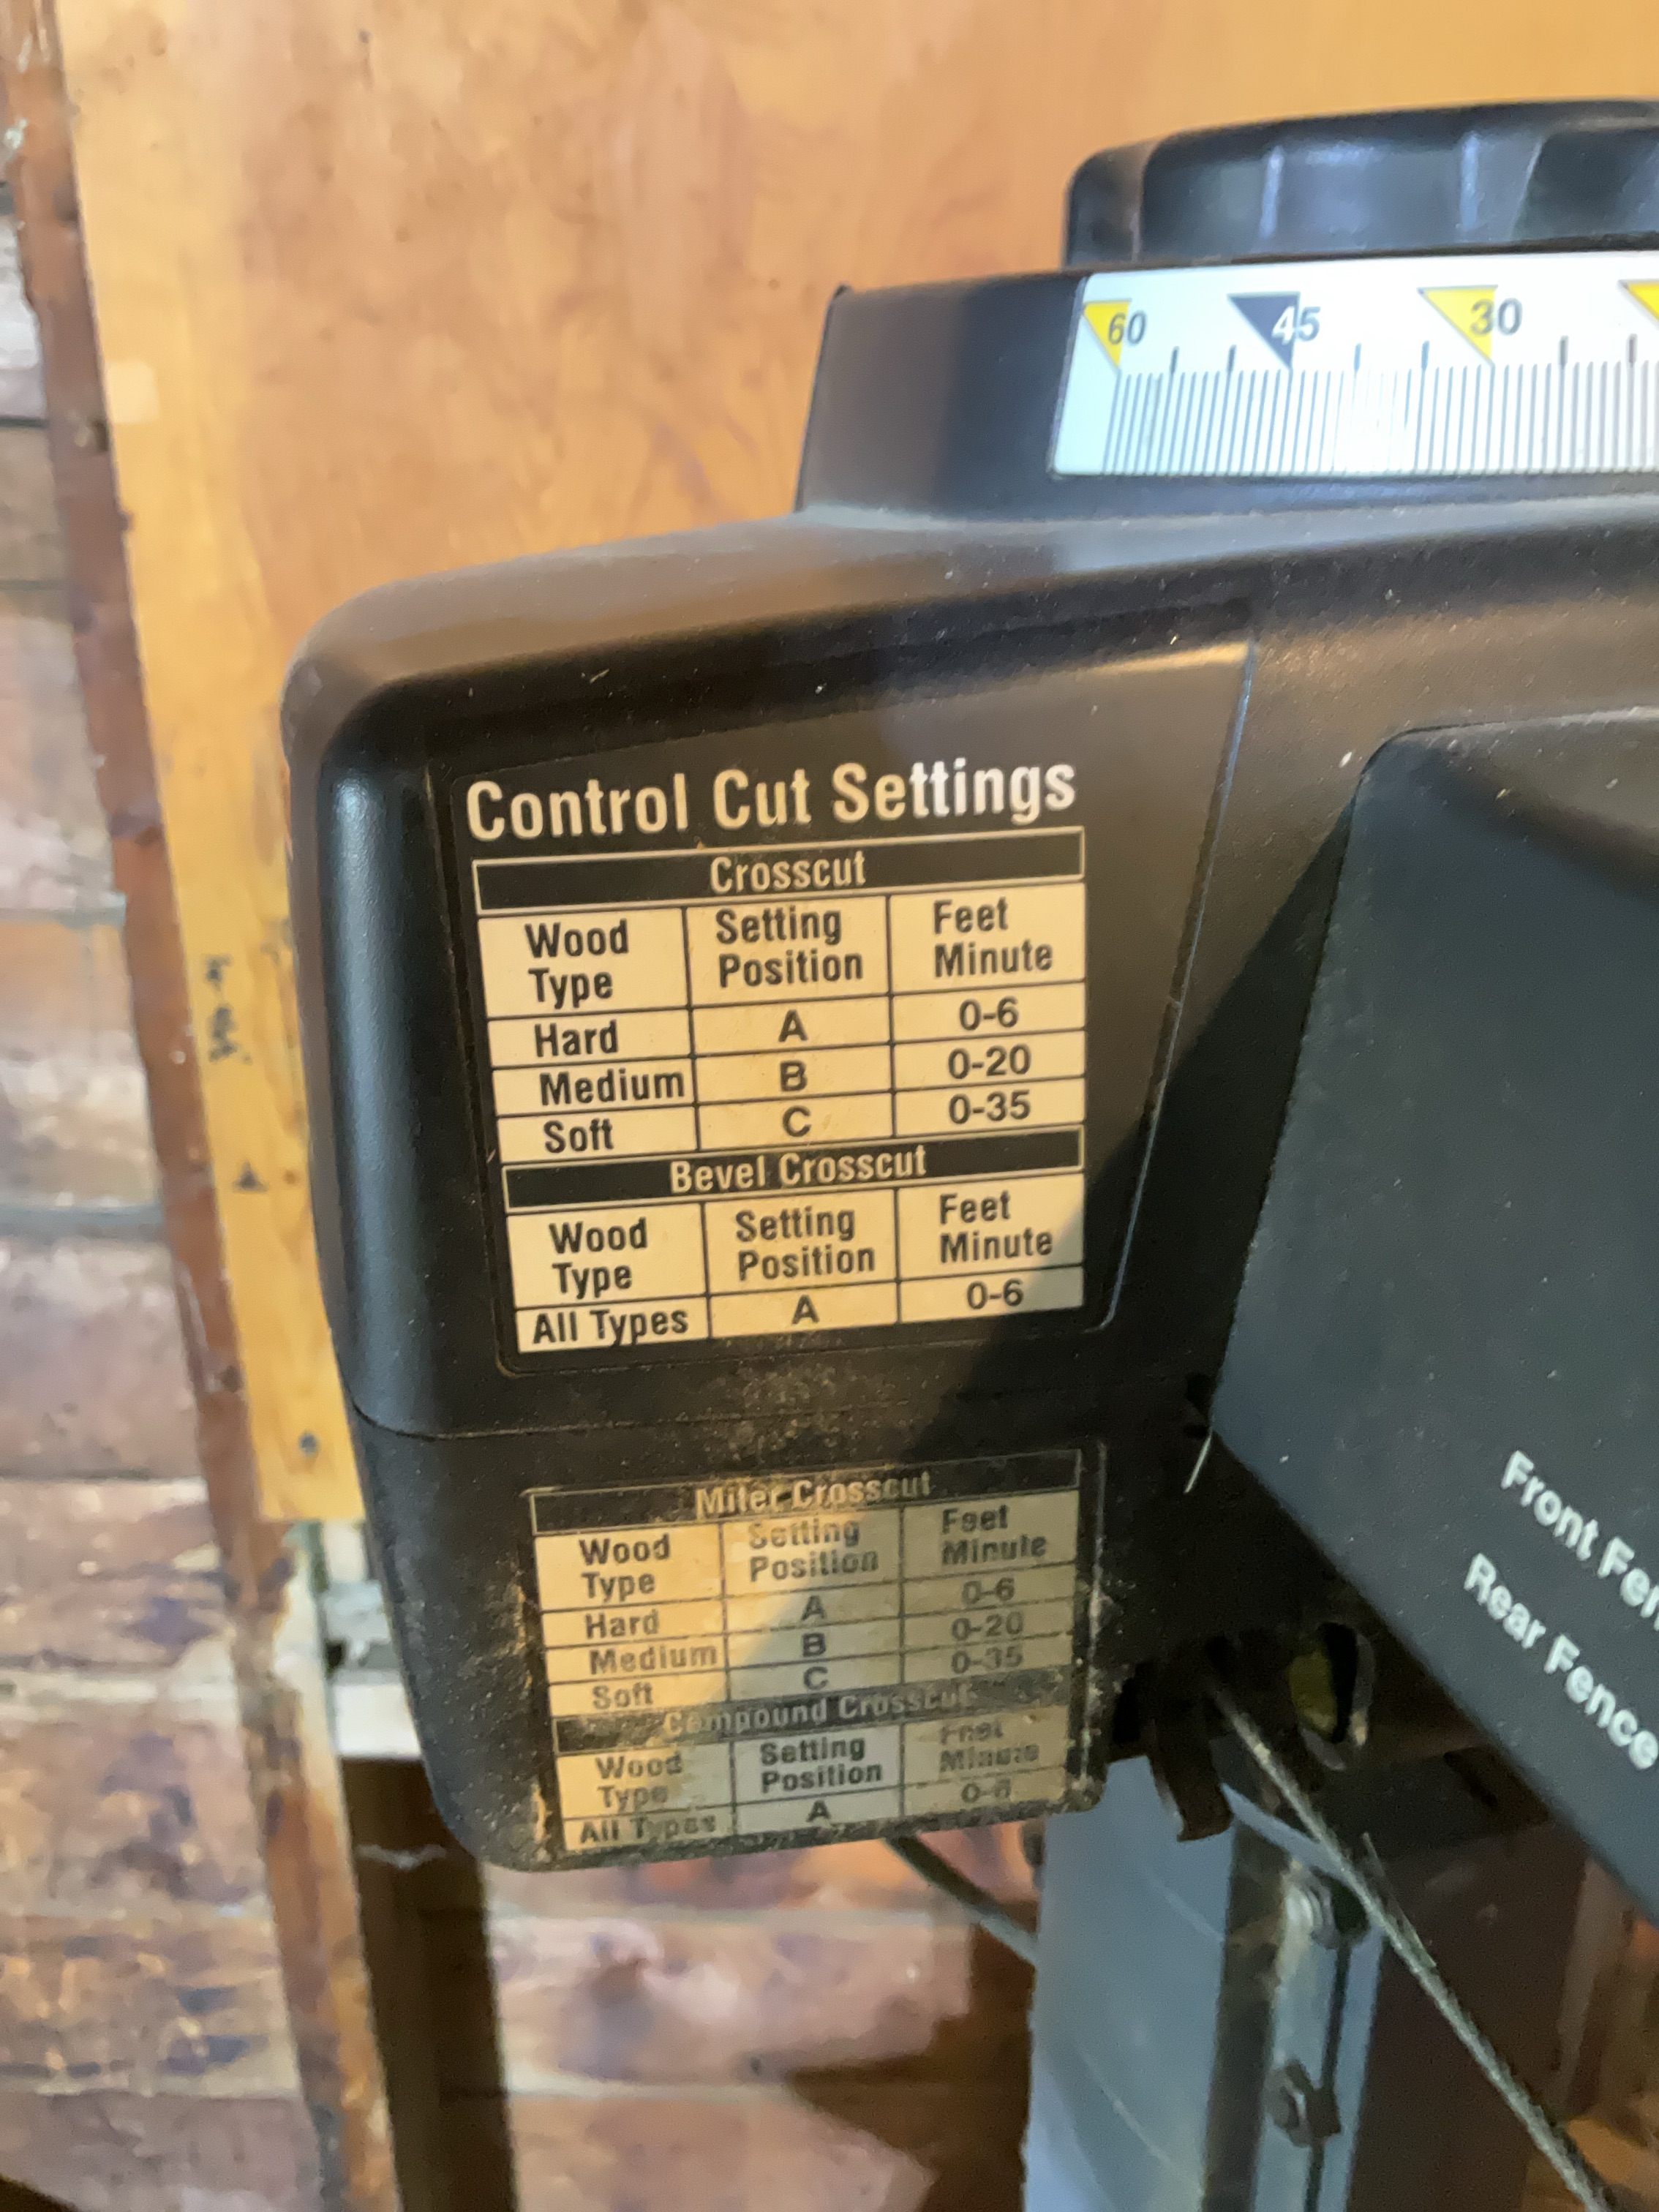 60 45 30
Control Cut Settings
Crosscut
Wood Type Setting Position Feet Minute
Hard A 0-6
Medium B 0-20
Soft C 0-35
Bevel Crosscut
Wood Type Setting Position Feet Minute
All Types A 0-6
Miter Crosscut
Wood Type Setting Position Feet Minute
Hard A 0-6
Medium B 0-20
Soft C 0-35
Compound Crosscut
Wood Type Setting Position Feet Minute
All Types A 0-6
Front
Rear Fence